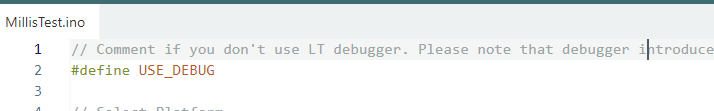 MillisTest.ino
1 // Comment if you don't use LT debugger. Please note that debugger introduce
2 #define USE_DEBUG
3